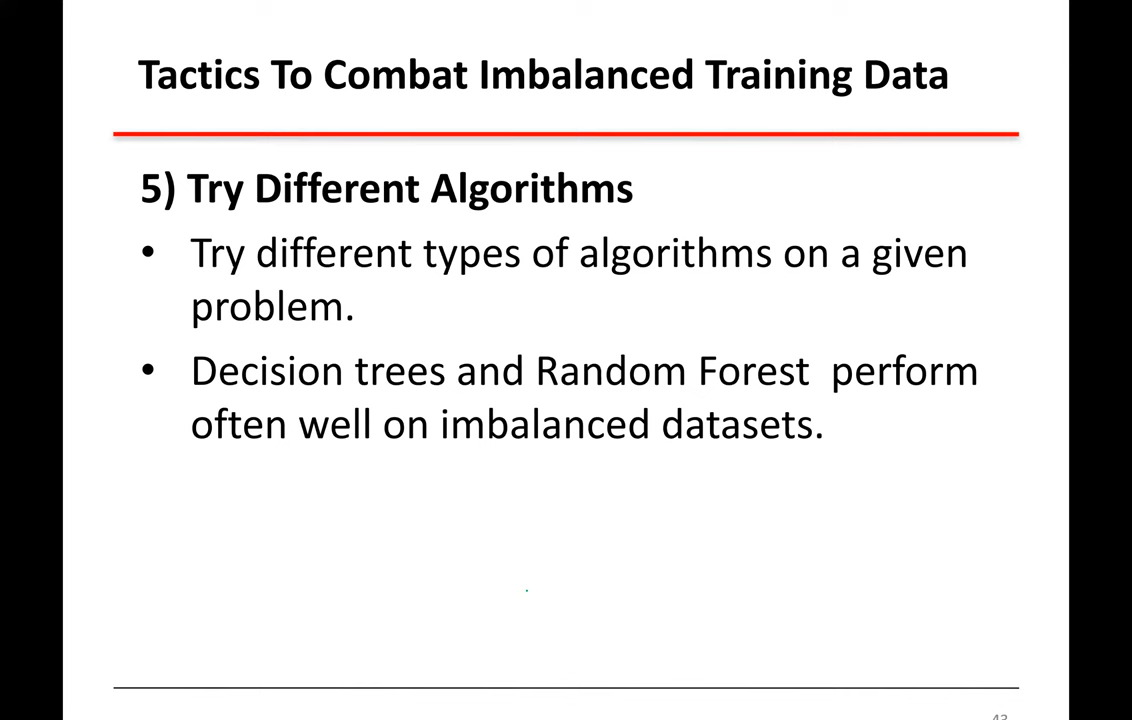 Tactics To Combat Imbalanced Training Data
5) Try Different Algorithms
• Try different types of algorithms on a given
problem.
• Decision trees and Random Forest  perform
often well on imbalanced datasets.